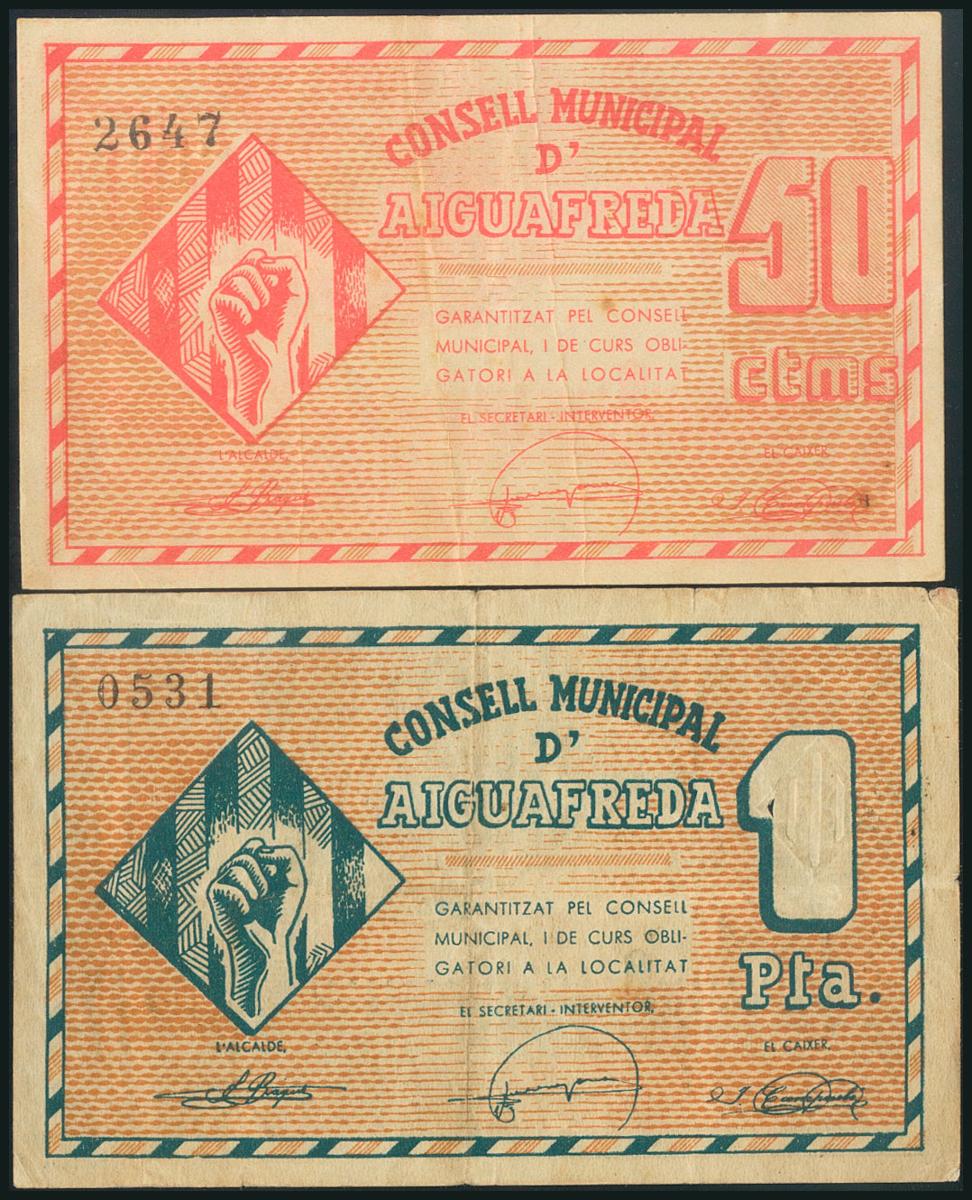 2647
CONSELL MUNICIPAL
D'
AIGUAFREDA
50
ctms
GARANTITZAT PEL CONSELL
MUNICIPAL, I DE CURS OBLI-
GATORI A LA LOCALITAT
EL SECRETARI - INTERVENTOR,
L'ALCALDE,
EL CAIXER,
0531
CONSELL MUNICIPAL
D'
AIGUAFREDA
1
Pta.
GARANTITZAT PEL CONSELL
MUNICIPAL, I DE CURS OBLI-
GATORI A LA LOCALITAT
EL SECRETARI - INTERVENTOR,
L'ALCALDE,
EL CAIXER,